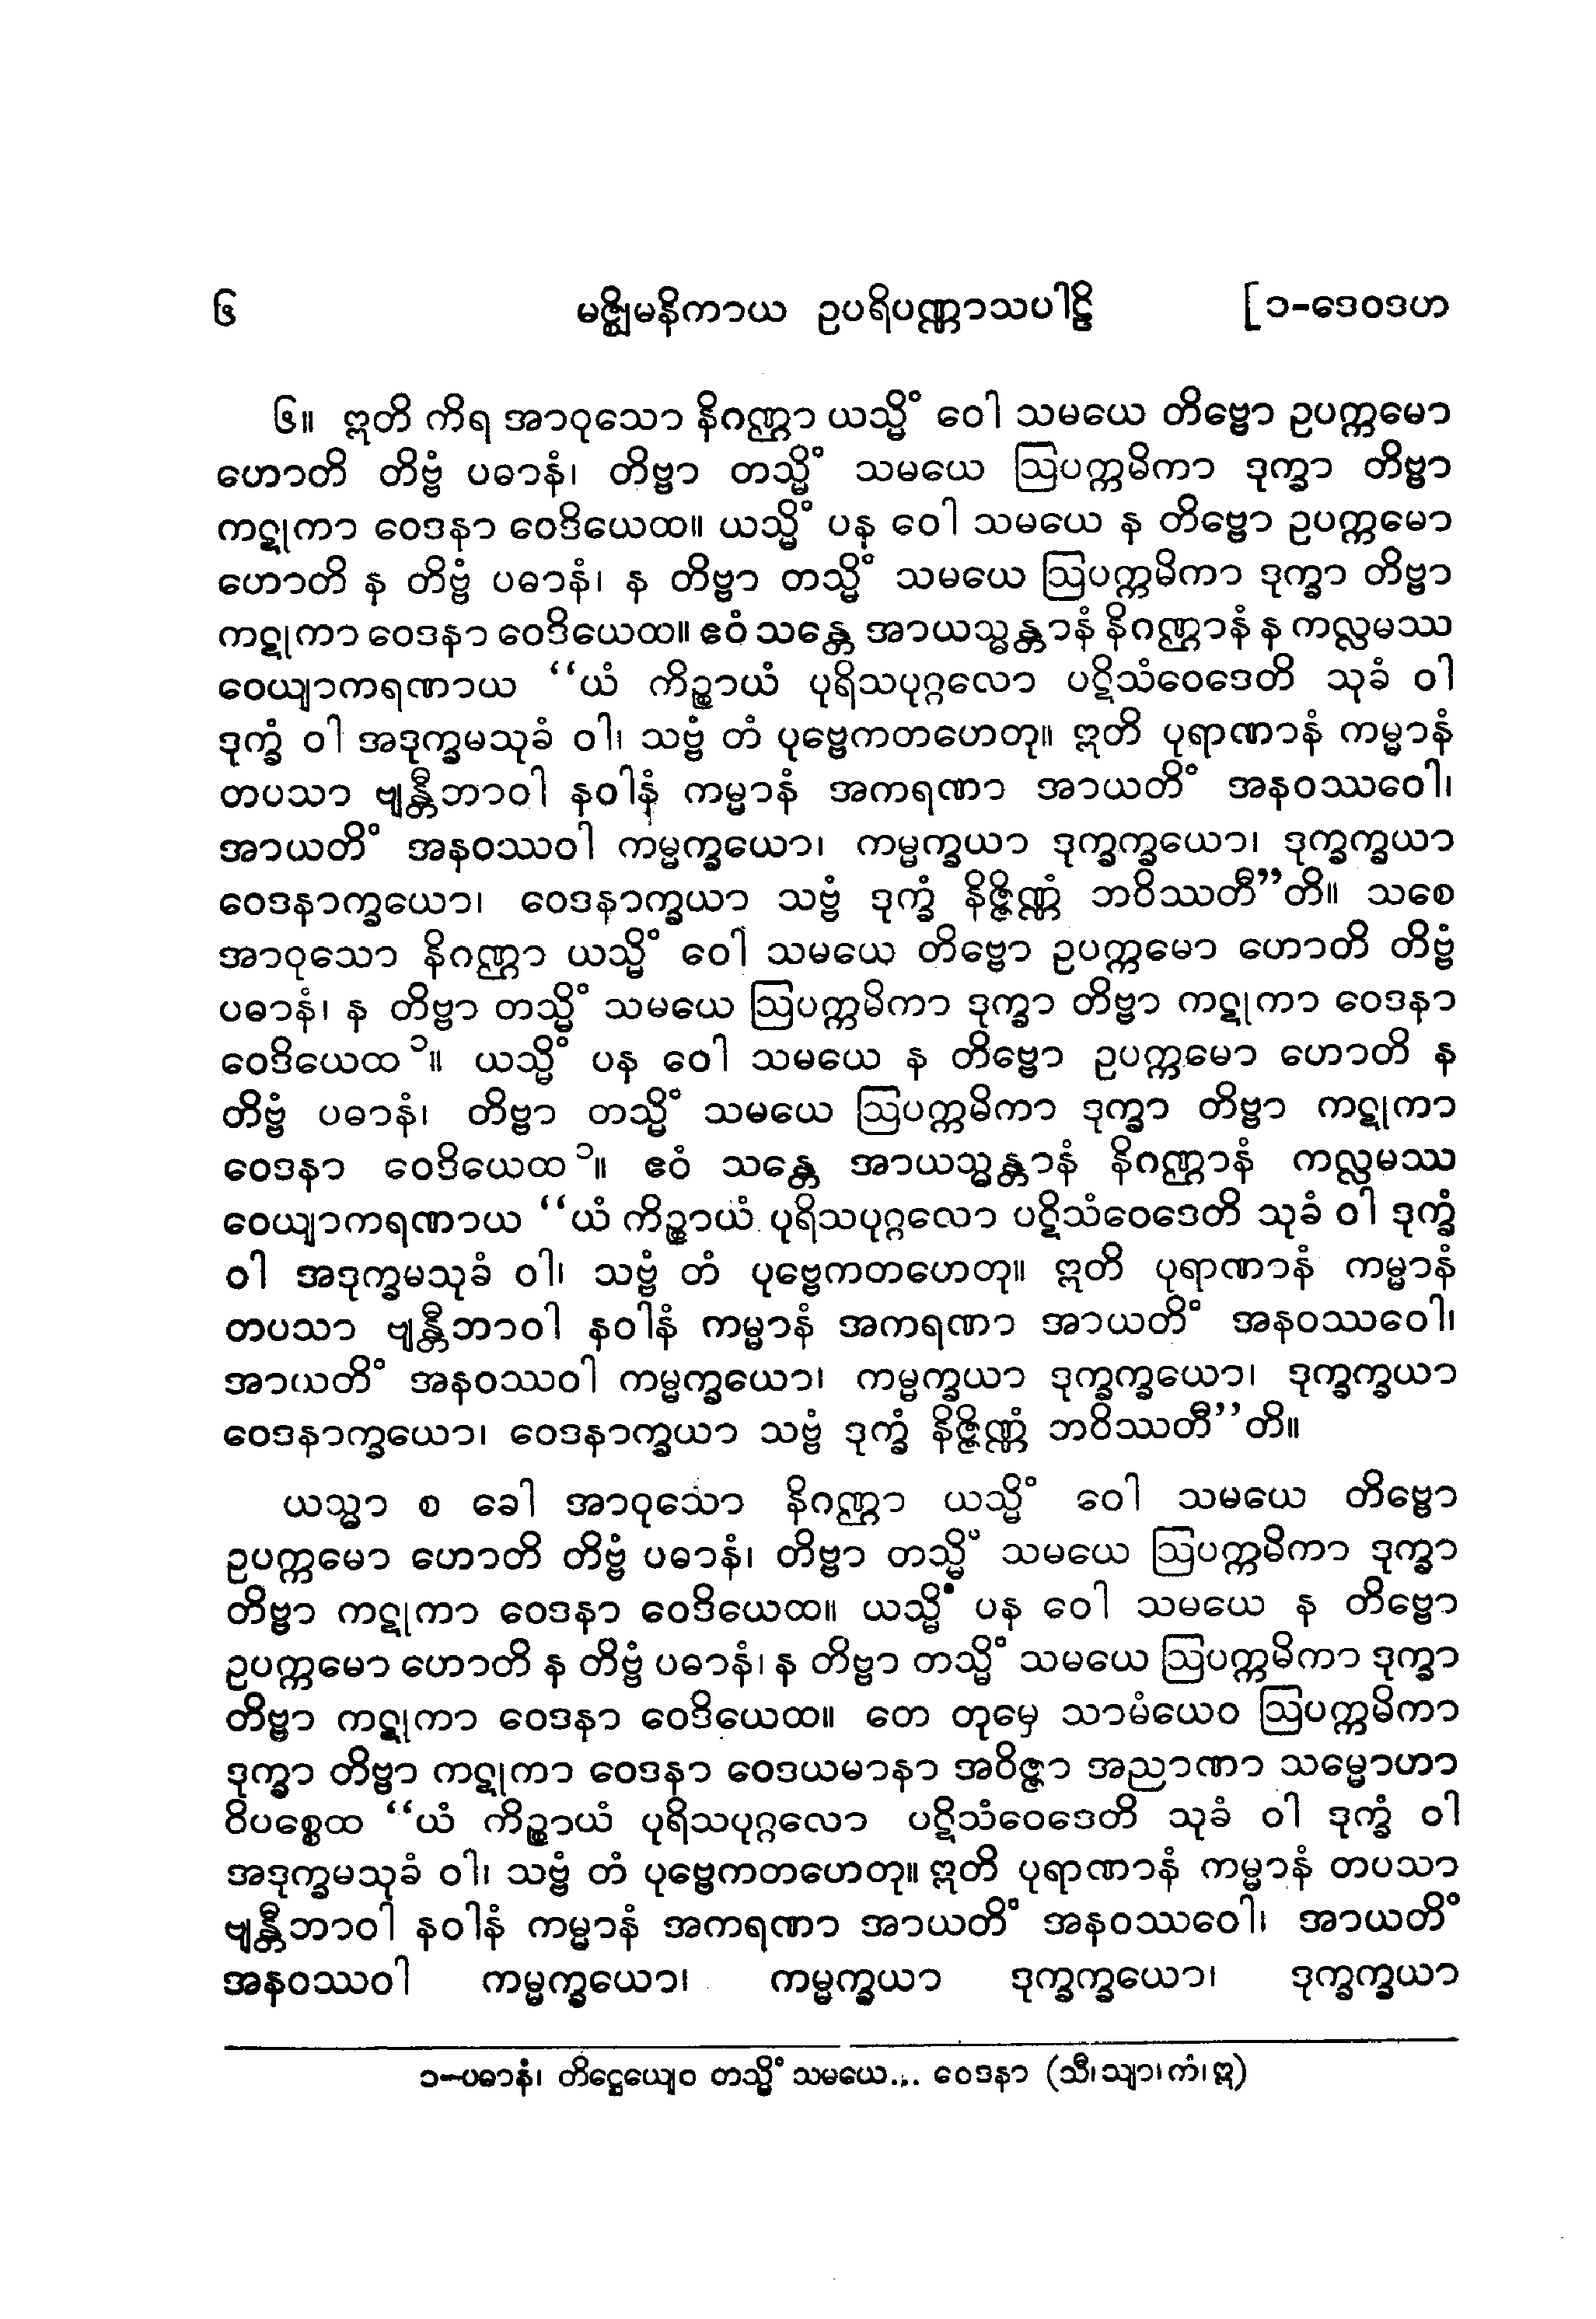 ၆ မဇ္ဈိမနိကာယ ဥပရိပဏ္ဏာသပါဠိ [၁-ဒေဝဒဟ
၆။ ဣတိ ကိရ အာဝုသော နိဂဏ္ဌာ ယသ္မိံ ဝေါ သမယေ တိဗ္ဗော ဥပက္ကမော
ဟောတိ တိဗ္ဗံ ပဓာနံ၊ တိဗ္ဗာ တသ္မိံ သမယေ ဩပက္ကမိကာ ဒုက္ခာ တိဗ္ဗာ
ကဋုကာ ဝေဒနာ ဝေဒိယေထ။ ယသ္မိံ ပန ဝေါ သမယေ န တိဗ္ဗော ဥပက္ကမော
ဟောတိ န တိဗ္ဗံ ပဓာနံ၊ န တိဗ္ဗာ တသ္မိံ သမယေ ဩပက္ကမိကာ ဒုက္ခာ တိဗ္ဗာ
ကဋုကာ ဝေဒနာ ဝေဒိယေထ။ ဧဝံ သန္တေ အာယသ္မန္တာနံ နိဂဏ္ဌာနံ န ကလ္လမဿ
ဝေယျာကရဏာယ “ယံ ကိဉ္စာယံ ပုရိသပုဂ္ဂလော ပဋိသံဝေဒေတိ သုခံ ဝါ
ဒုက္ခံ ဝါ အဒုက္ခမသုခံ ဝါ၊ သဗ္ဗံ တံ ပုဗ္ဗေကတဟေတု။ ဣတိ ပုရာဏာနံ ကမ္မာနံ
တပသာ ဗျန္တီဘာဝါ နဝါနံ ကမ္မာနံ အကရဏာ အာယတိံ အနဝဿဝေါ၊
အာယတိံ အနဝဿဝါ ကမ္မက္ခယော၊ ကမ္မက္ခယာ ဒုက္ခက္ခယော၊ ဒုက္ခက္ခယာ
ဝေဒနာက္ခယော၊ ဝေဒနာက္ခယာ သဗ္ဗံ ဒုက္ခံ နိဇ္ဇိဏ္ဏံ ဘဝိဿတီ”တိ။ သစေ
အာဝုသော နိဂဏ္ဌာ ယသ္မိံ ဝေါ သမယေ တိဗ္ဗော ဥပက္ကမော ဟောတိ တိဗ္ဗံ
ပဓာနံ၊ န တိဗ္ဗာ တသ္မိံ သမယေ ဩပက္ကမိကာ ဒုက္ခာ တိဗ္ဗာ ကဋုကာ ဝေဒနာ
ဝေဒိယေထ ၁။ ယသ္မိံ ပန ဝေါ သမယေ န တိဗ္ဗော ဥပက္ကမော ဟောတိ န
တိဗ္ဗံ ပဓာနံ၊ တိဗ္ဗာ တသ္မိံ သမယေ ဩပက္ကမိကာ ဒုက္ခာ တိဗ္ဗာ ကဋုကာ
ဝေဒနာ ဝေဒိယေထ ၁။ ဧဝံ သန္တေ အာယသ္မန္တာနံ နိဂဏ္ဌာနံ ကလ္လမဿ
ဝေယျာကရဏာယ “ယံ ကိဉ္စာယံ ပုရိသပုဂ္ဂလော ပဋိသံဝေဒေတိ သုခံ ဝါ ဒုက္ခံ
ဝါ အဒုက္ခမသုခံ ဝါ၊ သဗ္ဗံ တံ ပုဗ္ဗေကတဟေတု။ ဣတိ ပုရာဏာနံ ကမ္မာနံ
တပသာ ဗျန္တီဘာဝါ နဝါနံ ကမ္မာနံ အကရဏာ အာယတိံ အနဝဿဝေါ၊
အာယတိံ အနဝဿဝါ ကမ္မက္ခယော၊ ကမ္မက္ခယာ ဒုက္ခက္ခယော၊ ဒုက္ခက္ခယာ
ဝေဒနာက္ခယော၊ ဝေဒနာက္ခယာ သဗ္ဗံ ဒုက္ခံ နိဇ္ဇိဏ္ဏံ ဘဝိဿတီ”တိ။
ယသ္မာ စ ခေါ အာဝုသော နိဂဏ္ဌာ ယသ္မိံ ဝေါ သမယေ တိဗ္ဗော
ဥပက္ကမော ဟောတိ တိဗ္ဗံ ပဓာနံ၊ တိဗ္ဗာ တသ္မိံ သမယေ ဩပက္ကမိကာ ဒုက္ခာ
တိဗ္ဗာ ကဋုကာ ဝေဒနာ ဝေဒိယေထ။ ယသ္မိံ ပန ဝေါ သမယေ န တိဗ္ဗော
ဥပက္ကမော ဟောတိ န တိဗ္ဗံ ပဓာနံ၊ န တိဗ္ဗာ တသ္မိံ သမယေ ဩပက္ကမိကာ ဒုက္ခာ
တိဗ္ဗာ ကဋုကာ ဝေဒနာ ဝေဒိယေထ။ တေ တုမှေ သာမံယေဝ ဩပက္ကမိကာ
ဒုက္ခာ တိဗ္ဗာ ကဋုကာ ဝေဒနာ ဝေဒယမာနာ အဝိဇ္ဇာ အညာဏာ သမ္မောဟာ
ဝိပစ္စေထ “ယံ ကိဉ္စာယံ ပုရိသပုဂ္ဂလော ပဋိသံဝေဒေတိ သုခံ ဝါ ဒုက္ခံ ဝါ
အဒုက္ခမသုခံ ဝါ၊ သဗ္ဗံ တံ ပုဗ္ဗေကတဟေတု။ ဣတိ ပုရာဏာနံ ကမ္မာနံ တပသာ
ဗျန္တီဘာဝါ နဝါနံ ကမ္မာနံ အကရဏာ အာယတိံ အနဝဿဝေါ၊ အာယတိံ
အနဝဿဝါ ကမ္မက္ခယော၊ ကမ္မက္ခယာ ဒုက္ခက္ခယော၊ ဒုက္ခက္ခယာ
၁-ပဓာနံ၊ တိဋ္ဌေယျေဝ တသ္မိံ သမယေ... ဝေဒနာ (သီ၊သျာ၊ကံ၊ဣ)